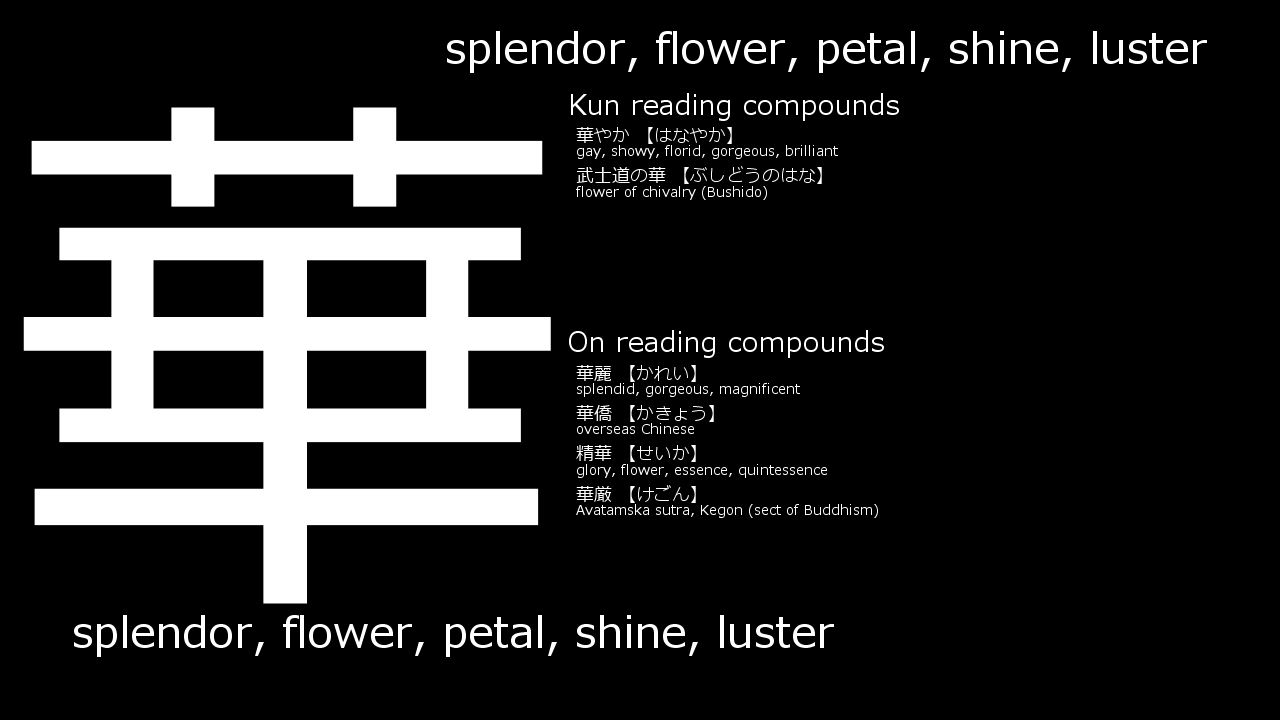 splendor, flower, petal, shine, luster
華
Kun reading compounds
華やか 【はなやか】
gay, showy, florid, gorgeous, brilliant
武士道の華 【ぶしどうのはな】
flower of chivalry (Bushido)
On reading compounds
華麗 【かれい】
splendid, gorgeous, magnificent
華僑 【かきょう】
overseas Chinese
精華 【せいか】
glory, flower, essence, quintessence
華厳 【けごん】
Avatamska sutra, Kegon (sect of Buddhism)
splendor, flower, petal, shine, luster